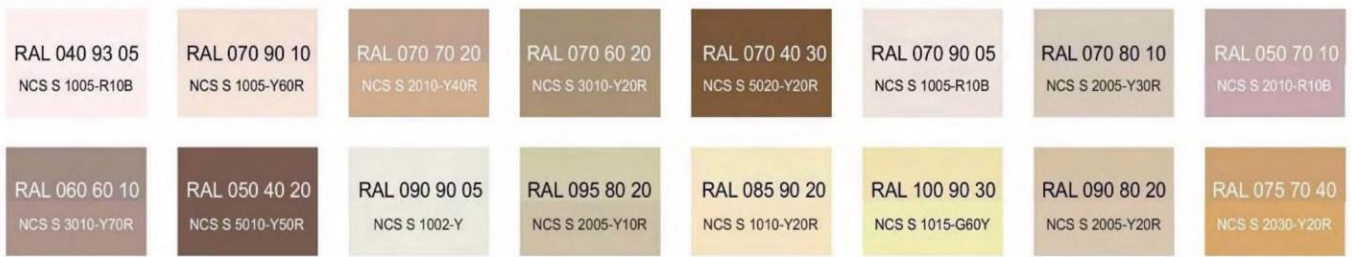 RAL 040 93 05
NCS S 1005-R10B
RAL 070 90 10
NCS S 1005-Y60R
RAL 070 70 20
NCS S 2010-Y40R
RAL 070 60 20
NCS S 3010-Y20R
RAL 070 40 30
NCS S 5020-Y20R
RAL 070 90 05
NCS S 1005-R10B
RAL 070 80 10
NCS S 2005-Y30R
RAL 050 70 10
NCS S 2010-R10B
RAL 060 60 10
NCS S 3010-Y70R
RAL 050 40 20
NCS S 5010-Y50R
RAL 090 90 05
NCS S 1002-Y
RAL 095 80 20
NCS S 2005-Y10R
RAL 085 90 20
NCS S 1010-Y20R
RAL 100 90 30
NCS S 1015-G60Y
RAL 090 80 20
NCS S 2005-Y20R
RAL 075 70 40
NCS S 2030-Y20R